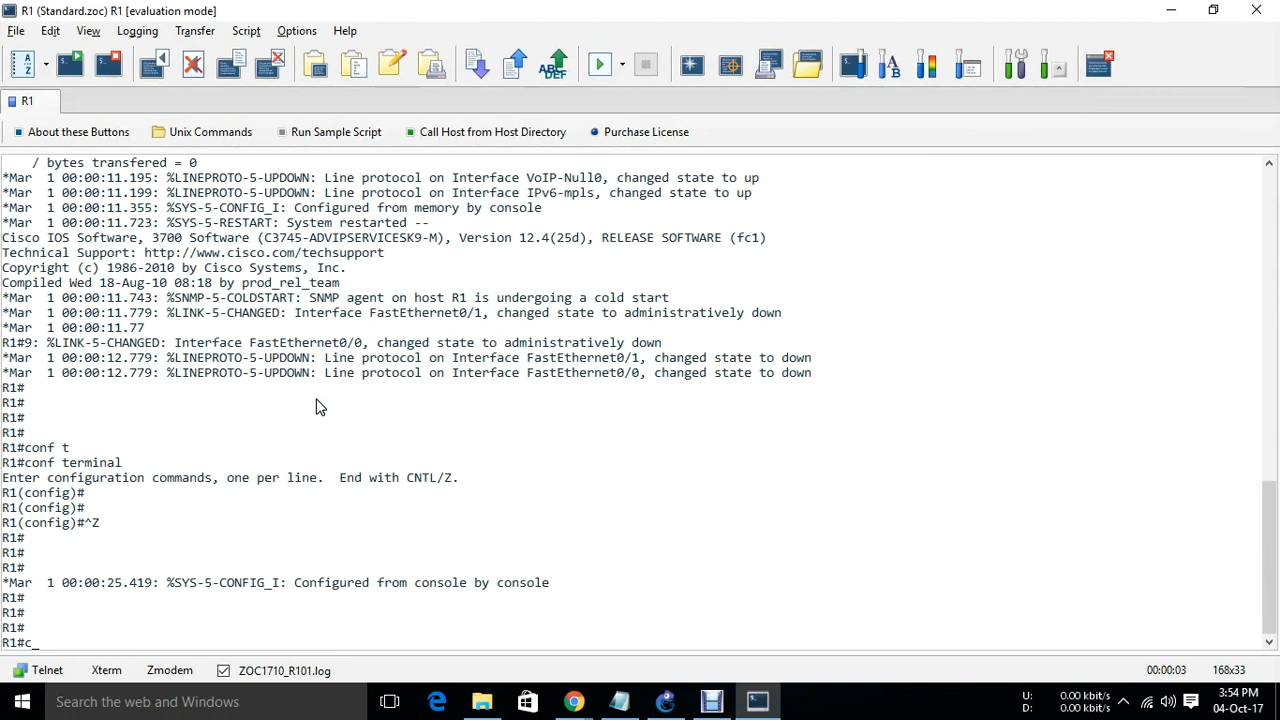 R1 (Standard.zoc) R1 [evaluation mode]
File Edit View Logging Transfer Script Options Help
R1
About these Buttons Unix Commands Run Sample Script Call Host from Host Directory Purchase License
/ bytes transfered = 0
*Mar  1 00:00:11.195: %LINEPROTO-5-UPDOWN: Line protocol on Interface VoIP-Null0, changed state to up
*Mar  1 00:00:11.199: %LINEPROTO-5-UPDOWN: Line protocol on Interface IPv6-mpls, changed state to up
*Mar  1 00:00:11.355: %SYS-5-CONFIG_I: Configured from memory by console
*Mar  1 00:00:11.723: %SYS-5-RESTART: System restarted --
Cisco IOS Software, 3700 Software (C3745-ADVIPSERVICESK9-M), Version 12.4(25d), RELEASE SOFTWARE (fc1)
Technical Support: http://www.cisco.com/techsupport
Copyright (c) 1986-2010 by Cisco Systems, Inc.
Compiled Wed 18-Aug-10 08:18 by prod_rel_team
*Mar  1 00:00:11.743: %SNMP-5-COLDSTART: SNMP agent on host R1 is undergoing a cold start
*Mar  1 00:00:11.779: %LINK-5-CHANGED: Interface FastEthernet0/1, changed state to administratively down
*Mar  1 00:00:11.77
R1#9: %LINK-5-CHANGED: Interface FastEthernet0/0, changed state to administratively down
*Mar  1 00:00:12.779: %LINEPROTO-5-UPDOWN: Line protocol on Interface FastEthernet0/1, changed state to down
*Mar  1 00:00:12.779: %LINEPROTO-5-UPDOWN: Line protocol on Interface FastEthernet0/0, changed state to down
R1#
R1#
R1#
R1#
R1#conf t
R1#conf terminal
Enter configuration commands, one per line.  End with CNTL/Z.
R1(config)#
R1(config)#
R1(config)#^Z
R1#
R1#
R1#
*Mar  1 00:00:25.419: %SYS-5-CONFIG_I: Configured from console by console
R1#
R1#
R1#
R1#c_
Telnet Xterm Zmodem ZOC1710_R101.log 00:00:03 168x33
Search the web and Windows
U: 0.00 kbit/s
D: 0.00 kbit/s
3:54 PM
04-Oct-17